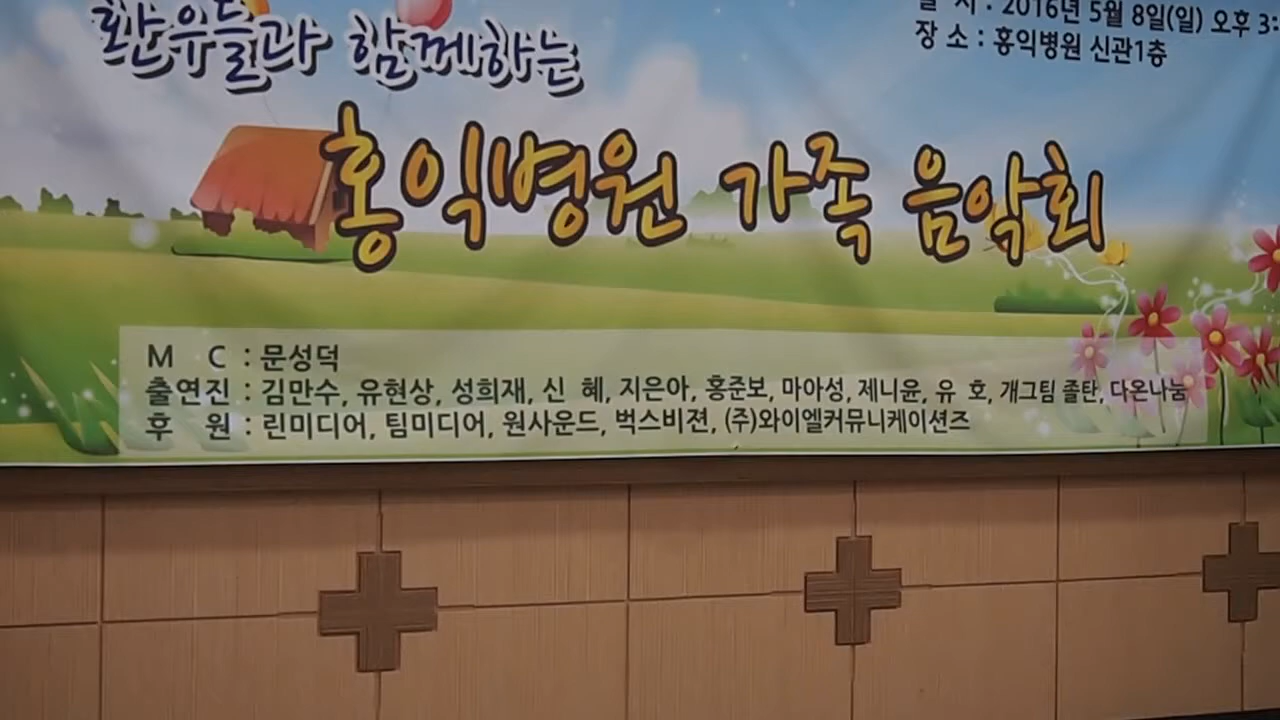 환우들과 함께하는
일 시 : 2016년 5월 8일(일) 오후 3:
장 소 : 홍익병원 신관1층
홍익병원 가족 음악회
M C : 문성덕
출연진 : 김만수, 유현상, 성희재, 신 혜, 지은아, 홍준보, 마아성, 제니윤, 유 호, 개그팀 졸탄, 다온나눔
후 원 : 린미디어, 팀미디어, 원사운드, 벅스비젼, (주)와이엘커뮤니케이션즈